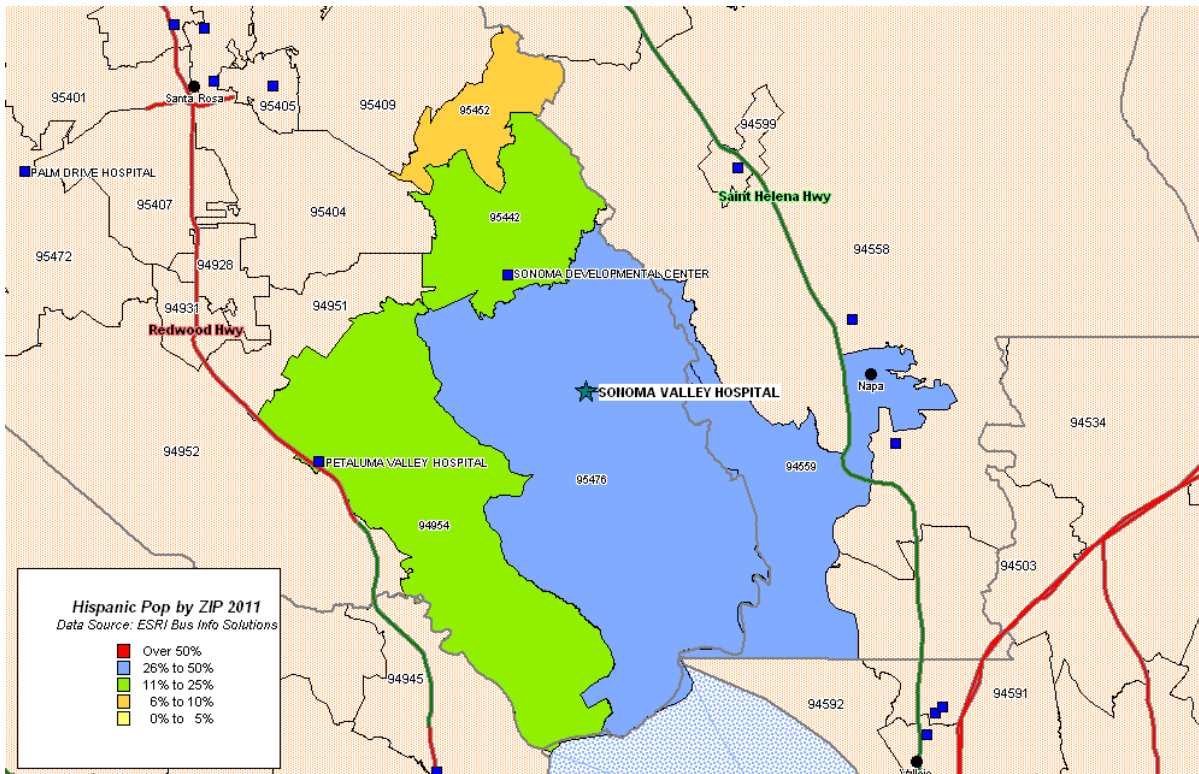 95401
Santa Rosa
95405
95409
95452
94599
PALM DRIVE HOSPITAL
95407
95404
95442
Saint Helena Hwy
95472
94928
94558
SONOMA DEVELOPMENTAL CENTER
94931
94951
Redwood Hwy
SONOMA VALLEY HOSPITAL
Napa
94534
94952
PETALUMA VALLEY HOSPITAL
94559
95476
94954
94503
Hispanic Pop by ZIP 2011
Data Source: ESRI Bus Info Solutions
Over 50%
26% to 50%
11% to 25%
6% to 10%
0% to 5%
94945
94592
94591
Vallejo